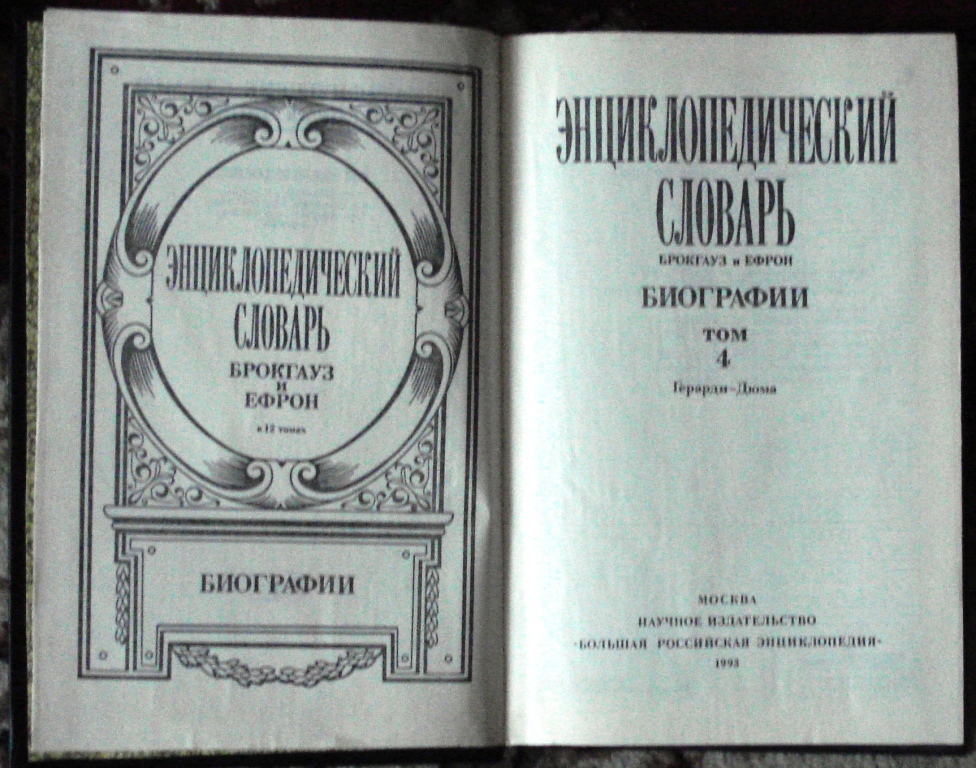 ЭНЦИКЛОПЕДИЧЕСКИЙ
СЛОВАРЬ
БРОКГАУЗ
и
ЕФРОН
в 12 томах
БИОГРАФИИ
ЭНЦИКЛОПЕДИЧЕСКИЙ
СЛОВАРЬ
БРОКГАУЗ и ЕФРОН
БИОГРАФИИ
ТОМ
4
Герарди–Дюма
МОСКВА
НАУЧНОЕ ИЗДАТЕЛЬСТВО
«БОЛЬШАЯ РОССИЙСКАЯ ЭНЦИКЛОПЕДИЯ»
1993